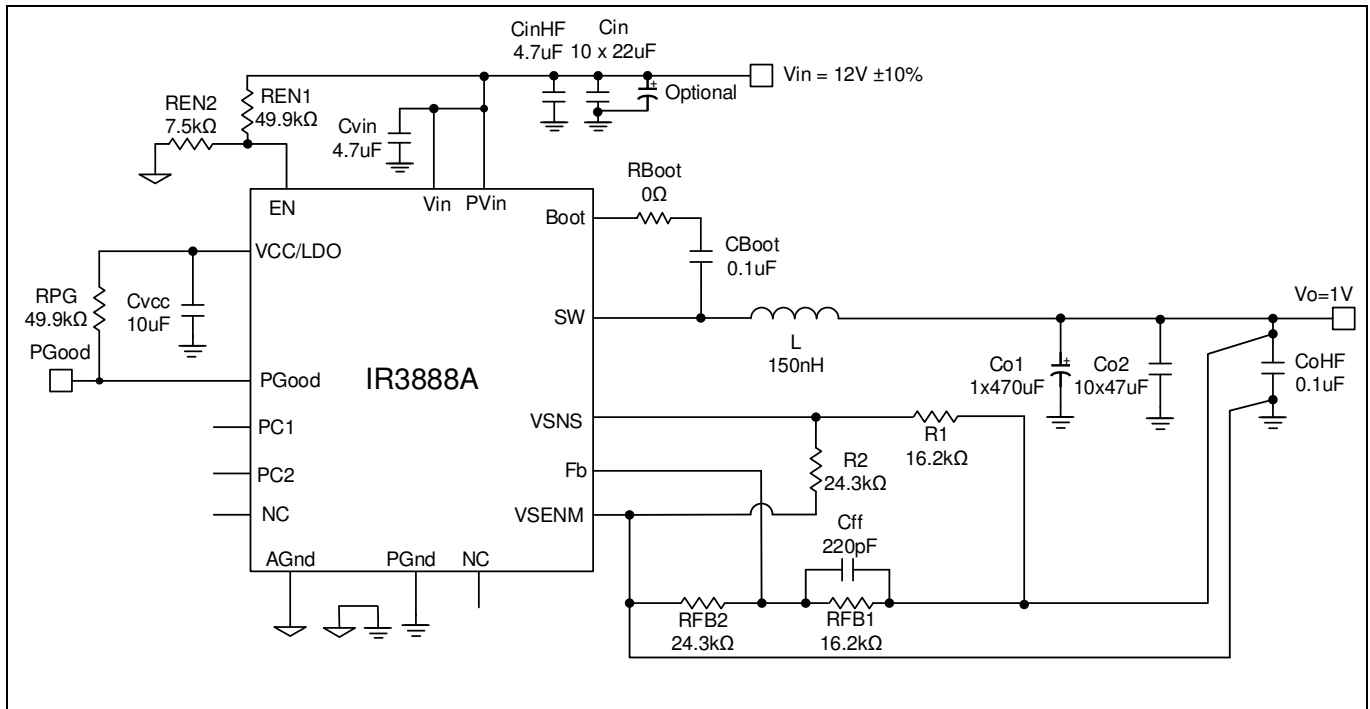 CinHF
4.7uF
Cin
10 x 22uF
Vin = 12V ±10%
Optional
REN2
7.5kΩ
REN1
49.9kΩ
Cvin
4.7uF
RBoot
0Ω
EN
Vin
PVin
Boot
CBoot
0.1uF
VCC/LDO
RPG
49.9kΩ
Cvcc
10uF
PGood
PGood
IR3888A
SW
L
150nH
Vo=1V
Co1
1x470uF
Co2
10x47uF
CoHF
0.1uF
PC1
PC2
NC
VSNS
R1
16.2kΩ
Fb
R2
24.3kΩ
VSENM
Cff
220pF
AGnd
PGnd
NC
RFB2
24.3kΩ
RFB1
16.2kΩ